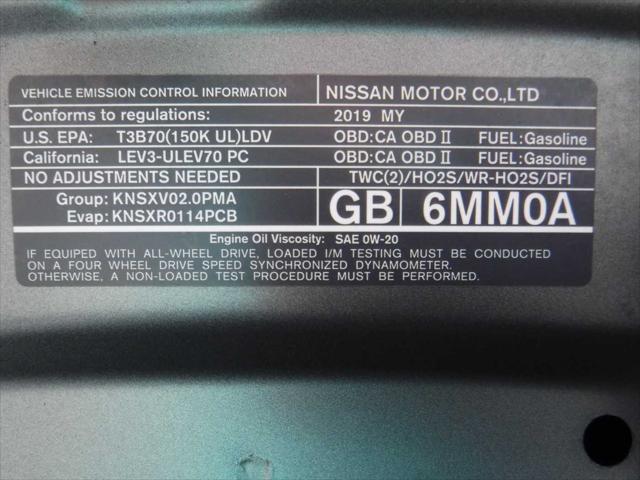 VEHICLE EMISSION CONTROL INFORMATION NISSAN MOTOR CO.,LTD
Conforms to regulations: 2019 MY
U.S. EPA: T3B70(150K UL)LDV OBD:CA OBD II FUEL:Gasoline
California: LEV3-ULEV70 PC OBD:CA OBD II FUEL:Gasoline
NO ADJUSTMENTS NEEDED TWC(2)/HO2S/WR-HO2S/DFI
Group: KNSXV02.0PMA
Evap: KNSXR0114PCB
GB 6MM0A
Engine Oil Viscosity: SAE 0W-20
IF EQUIPED WITH ALL-WHEEL DRIVE, LOADED I/M TESTING MUST BE CONDUCTED
ON A FOUR WHEEL DRIVE SPEED SYNCHRONIZED DYNAMOMETER.
OTHERWISE, A NON-LOADED TEST PROCEDURE MUST BE PERFORMED.